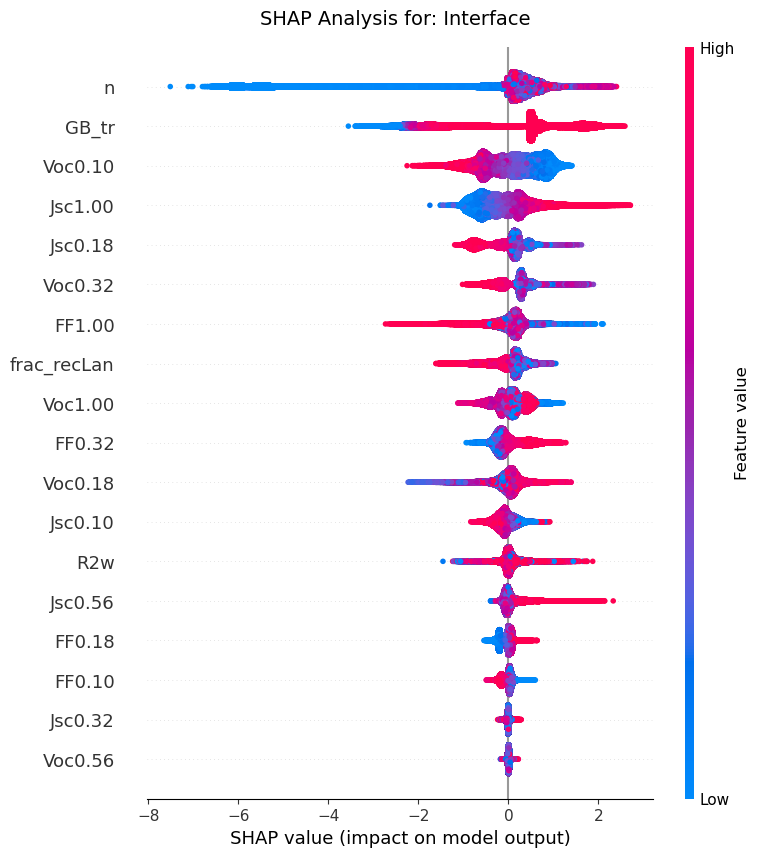 SHAP Analysis for: Interface
High
n
GB_tr
Voc0.10
Jsc1.00
Jsc0.18
Voc0.32
FF1.00
frac_recLan
Voc1.00
FF0.32
Voc0.18
Jsc0.10
R2w
Jsc0.56
FF0.18
FF0.10
Jsc0.32
Voc0.56
Feature value
Low
−8 −6 −4 −2 0 2
SHAP value (impact on model output)